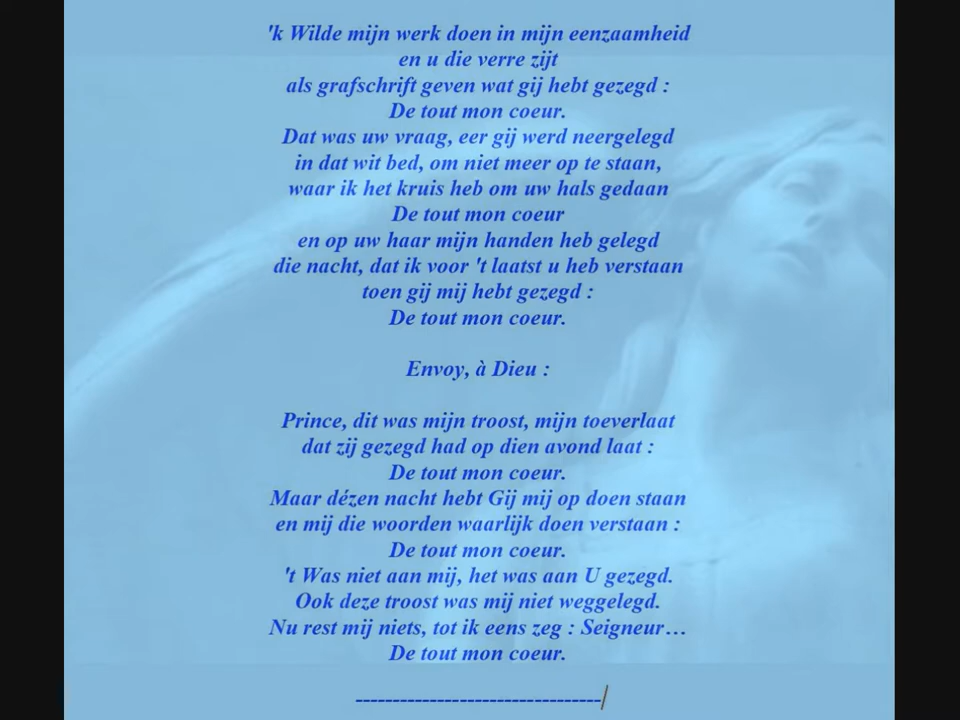 'k Wilde mijn werk doen in mijn eenzaamheid
en u die verre zijt
als grafschrift geven wat gij hebt gezegd :
De tout mon coeur.
Dat was uw vraag, eer gij werd neergelegd
in dat wit bed, om niet meer op te staan,
waar ik het kruis heb om uw hals gedaan
De tout mon coeur
en op uw haar mijn handen heb gelegd
die nacht, dat ik voor 't laatst u heb verstaan
toen gij mij hebt gezegd :
De tout mon coeur.
Envoy, à Dieu :
Prince, dit was mijn troost, mijn toeverlaat
dat zij gezegd had op dien avond laat :
De tout mon coeur.
Maar dézen nacht hebt Gij mij op doen staan
en mij die woorden waarlijk doen verstaan :
De tout mon coeur.
't Was niet aan mij, het was aan U gezegd.
Ook deze troost was mij niet weggelegd.
Nu rest mij niets, tot ik eens zeg : Seigneur…
De tout mon coeur.
---------------------------------/